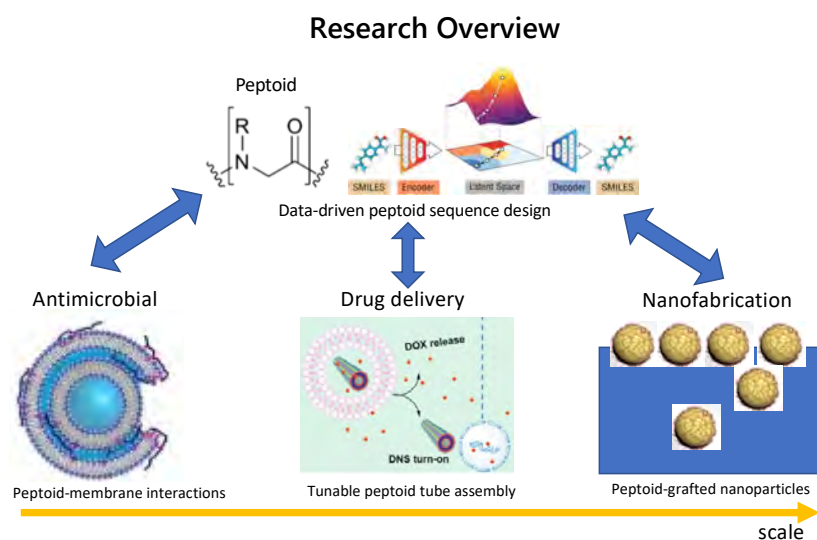 Research Overview
Peptoid
R
O
N
SMILES
Encoder
Latent Space
Decoder
SMILES
Data-driven peptoid sequence design
Antimicrobial
Drug delivery
Nanofabrication
DOX release
DNS turn-on
Peptoid-membrane interactions
Tunable peptoid tube assembly
Peptoid-grafted nanoparticles
scale